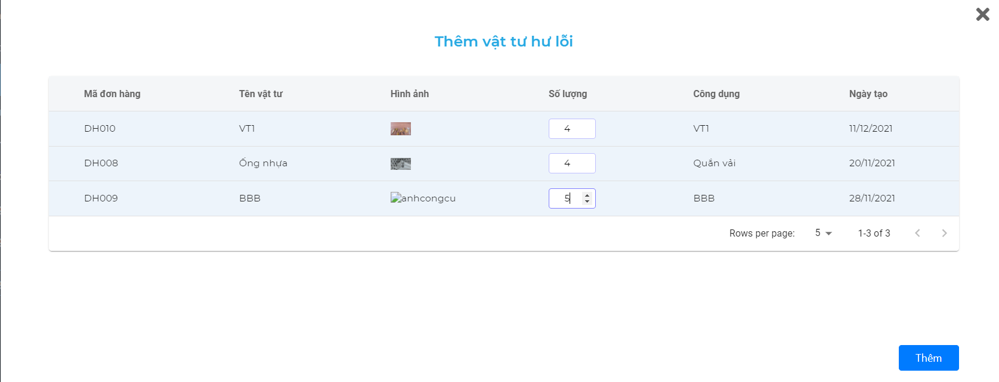 Thêm vật tư hư lỗi
Mã đơn hàng Tên vật tư Hình ảnh Số lượng Công dụng Ngày tạo
DH010 VT1 4 VT1 11/12/2021
DH008 Ống nhựa 4 Quấn vải 20/11/2021
DH009 BBB anhcongcu 5 BBB 28/11/2021
Rows per page: 5 1-3 of 3
Thêm